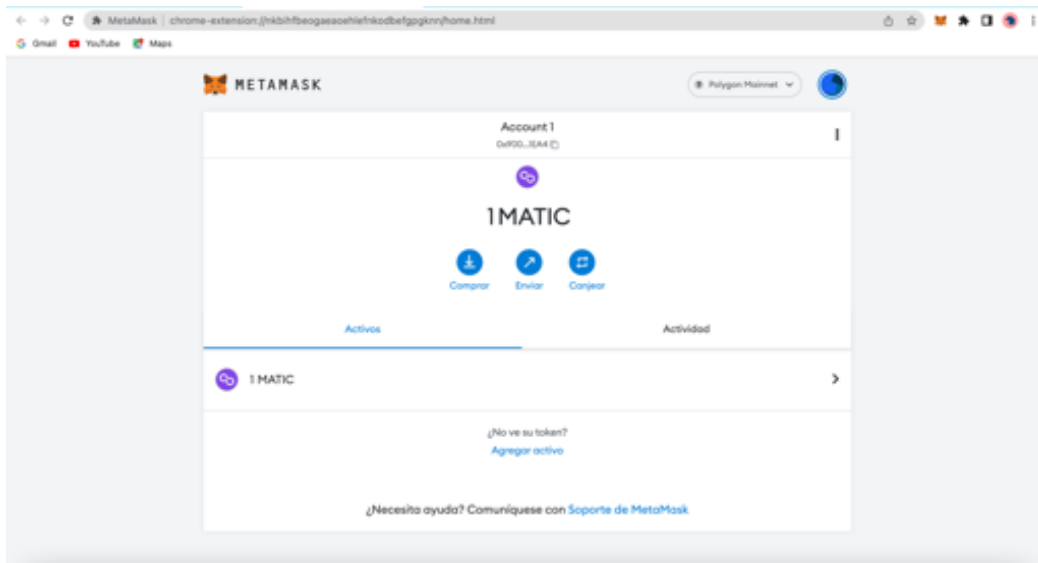 MetaMask | chrome-extension://nkbihfbeogaeaoehlefnkodbefgpgknn/home.html
Gmail YouTube Maps
METAMASK
Polygon Mainnet
Account 1
1 MATIC
Comprar Enviar Canjear
Activos Actividad
1 MATIC
¿No ve su token?
Agregar activo
¿Necesita ayuda? Comuníquese con Soporte de MetaMask